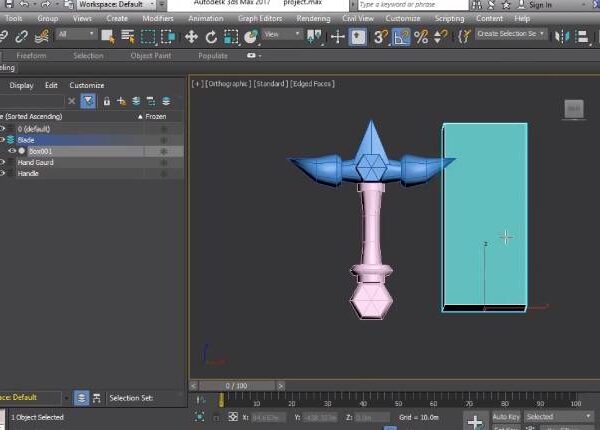 Workspace: Default
Autodesk 3ds Max 2017 project.max
Type a keyword or phrase
Sign In
Tools Group Views Create Modifiers Animation Graph Editors Rendering Civil View Customize Scripting Content Help
All
View
Create Selection Se
Freeform Selection Object Paint Populate
Display Edit Customize
(Sorted Ascending) Frozen
0 (default)
Blade
Box001
Hand Gaurd
Handle
[+] [Orthographic] [Standard] [Edged Faces]
z
Workspace: Default
Selection Set:
0 / 100
0 10 20 30 40 50 60 70 80 90 100
1 Object Selected
X:
Y:
Z:
Grid = 10.0m
Auto Key
Selected
Key Filters...